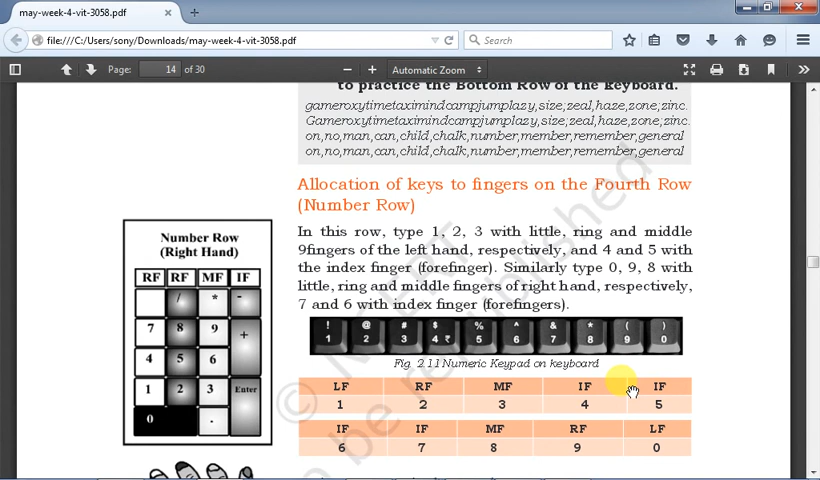 may-week-4-vit-3058.pdf
file:///C:/Users/sony/Downloads/may-week-4-vit-3058.pdf
Search
Page: 14 of 30
Automatic Zoom
to practice the Bottom Row of the keyboard.
gameroxytimetaximindcampjumplazy,size,zeal,haze,zone,zinc.
Gameroxytimetaximindcampjumplazy,size,zeal,haze,zone,zinc.
on,no,man,can,child,chalk,number,member,remember,general
on,no,man,can,child,chalk,number,member,remember,general
Allocation of keys to fingers on the Fourth Row
(Number Row)
In this row, type 1, 2, 3 with little, ring and middle
9fingers of the left hand, respectively, and 4 and 5 with
the index finger (forefinger). Similarly type 0, 9, 8 with
little, ring and middle fingers of right hand, respectively,
7 and 6 with index finger (forefingers).
! @ # $ % ^ & * ( )
1 2 3 4 ₹ 5 6 7 8 9 0
Fig. 2.11 Numeric Keypad on keyboard
LF RF MF IF IF
1 2 3 4 5
IF IF MF RF LF
6 7 8 9 0
Number Row
(Right Hand)
RF RF MF IF
/ * -
7 8 9 +
4 5 6
1 2 3 Enter
0 .